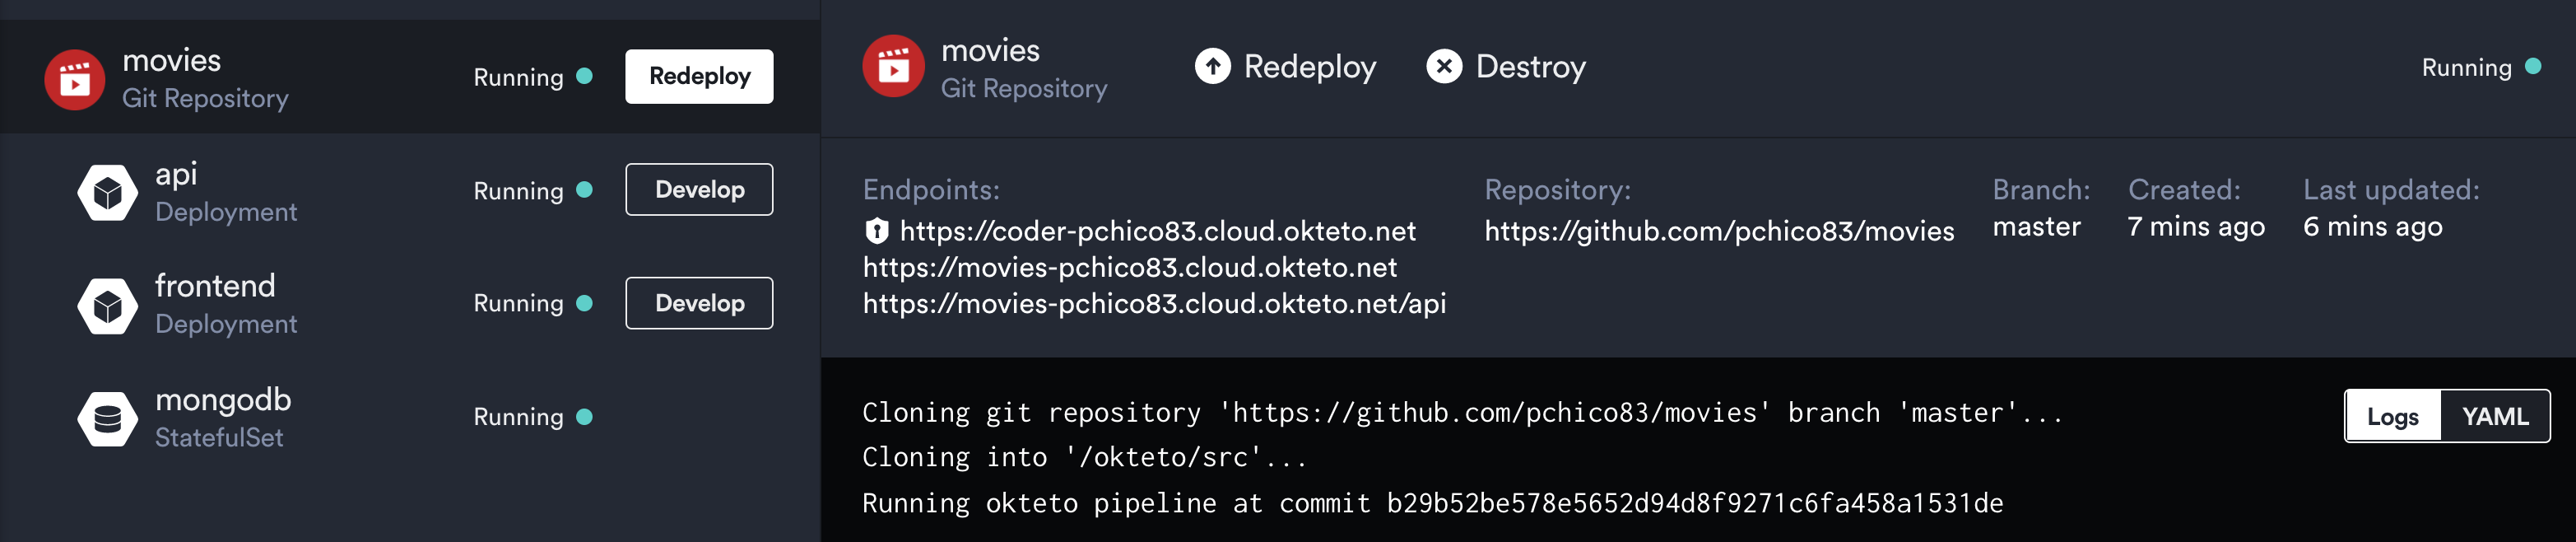 movies
Git Repository
Running
Redeploy
api
Deployment
Running
Develop
frontend
Deployment
Running
Develop
mongodb
StatefulSet
Running
movies
Git Repository
Redeploy
Destroy
Running
Endpoints:
https://coder-pchico83.cloud.okteto.net
https://movies-pchico83.cloud.okteto.net
https://movies-pchico83.cloud.okteto.net/api
Repository:
https://github.com/pchico83/movies
Branch:
master
Created:
7 mins ago
Last updated:
6 mins ago
Cloning git repository 'https://github.com/pchico83/movies' branch 'master'...
Cloning into '/okteto/src'...
Running okteto pipeline at commit b29b52be578e5652d94d8f9271c6fa458a1531de
Logs
YAML